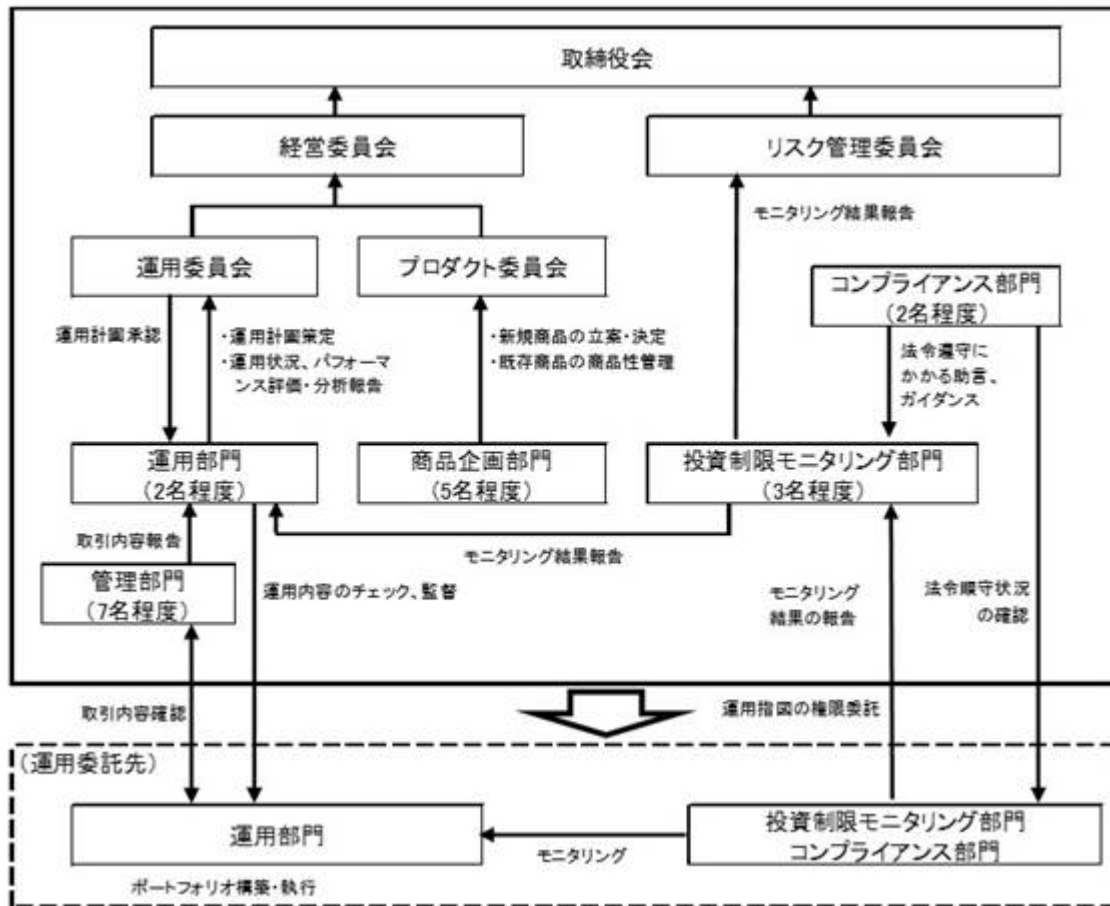 取締役会
経営委員会
リスク管理委員会
モニタリング結果報告
運用委員会
プロダクト委員会
コンプライアンス部門
(2名程度)
運用計画承認
・運用計画策定
・運用状況、パフォーマ
ンス評価・分析報告
・新規商品の立案・決定
・既存商品の商品性管理
法令遵守に
かかる助言、
ガイダンス
運用部門
(2名程度)
商品企画部門
(5名程度)
投資制限モニタリング部門
(3名程度)
取引内容報告
モニタリング結果報告
管理部門
(7名程度)
運用内容のチェック、監督
モニタリング
結果の報告
法令順守状況
の確認
取引内容確認
運用指図の権限委託
(運用委託先)
運用部門
モニタリング
投資制限モニタリング部門
コンプライアンス部門
ポートフォリオ構築・執行